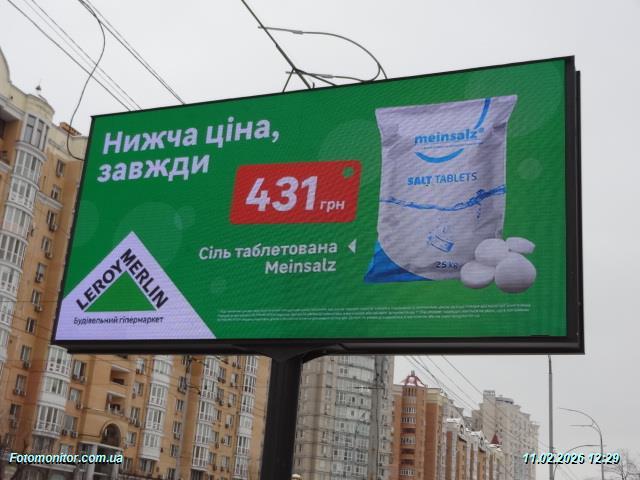 Нижча ціна,
завжди
431 грн
Сіль таблетована
Meinsalz
meinsalz
SALT TABLETS
25 KG
LEROY MERLIN
Будівельний гіпермаркет
Fotomonitor.com.ua
11.02.2026 12:29